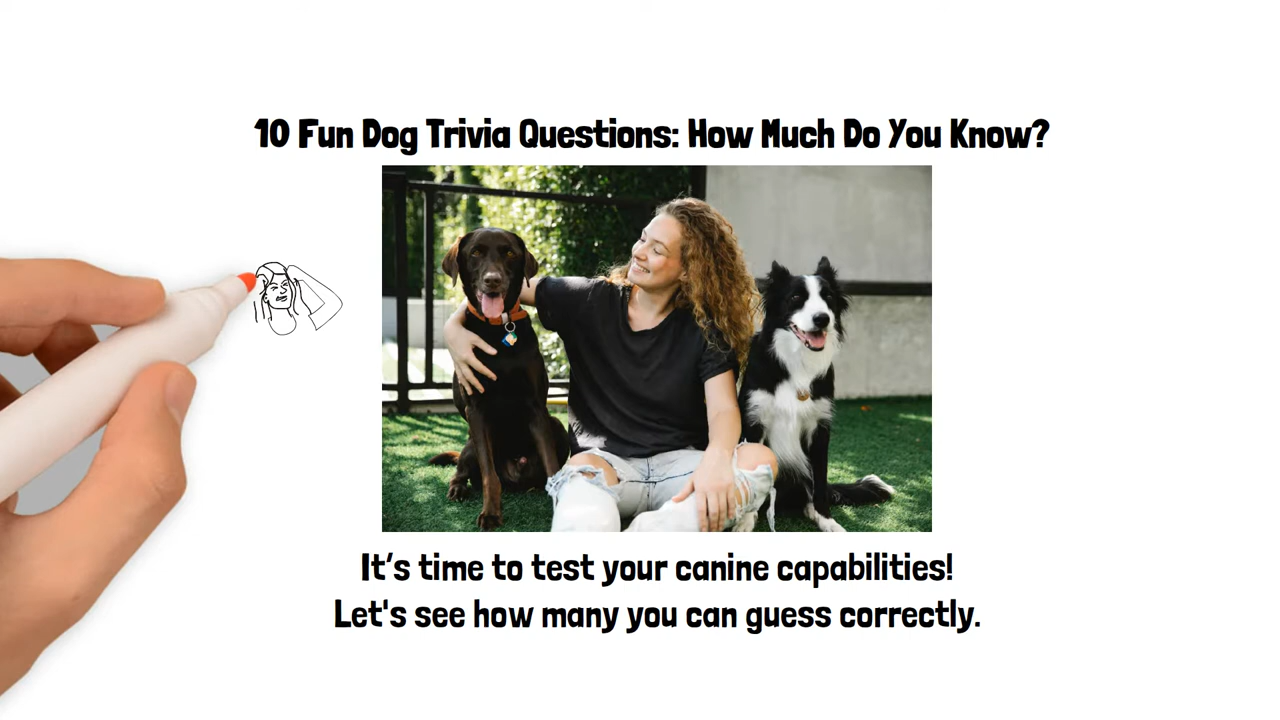 10 Fun Dog Trivia Questions: How Much Do You Know?
It’s time to test your canine capabilities!
Let's see how many you can guess correctly.